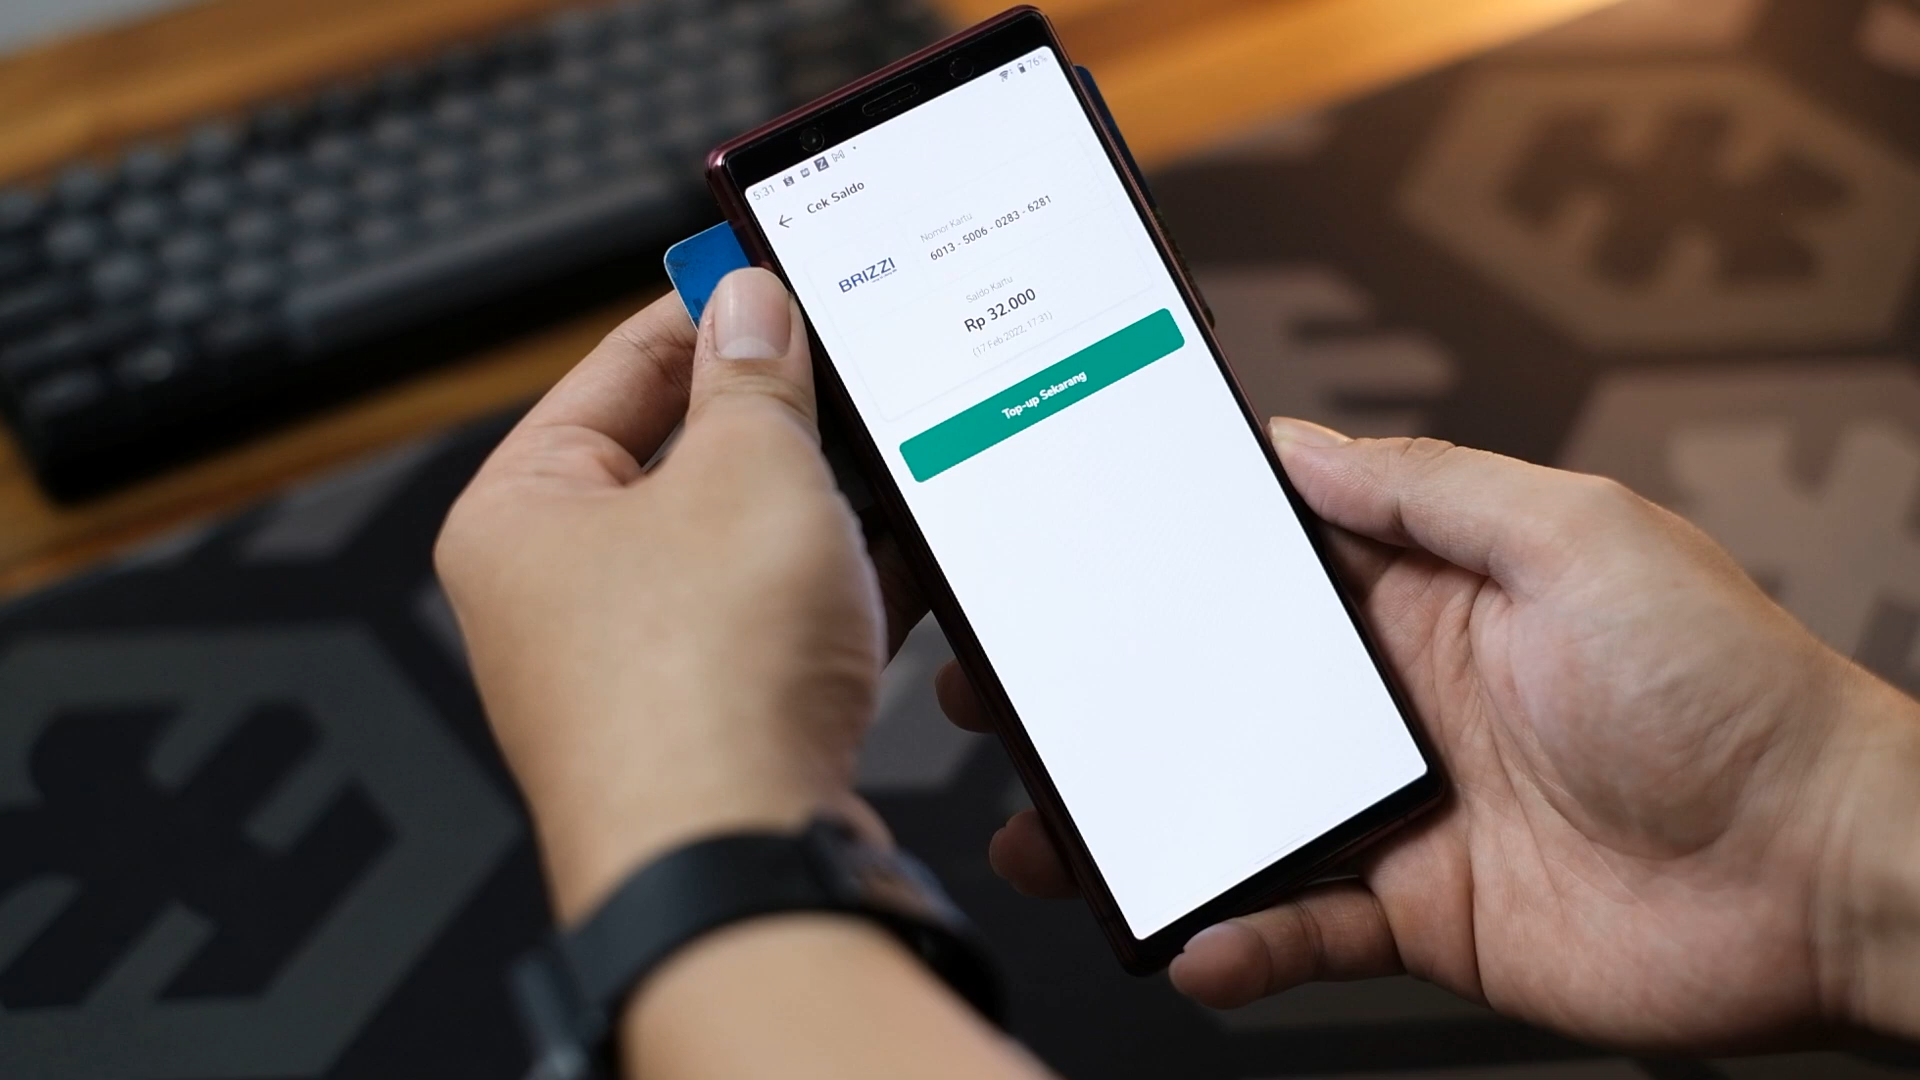 5:31
76%
Cek Saldo
BRIZZI
Nomor Kartu
6013 - 5006 - 0283 - 6281
Saldo Kartu
Rp 32.000
(17 Feb 2022, 17:31)
Top-up Sekarang